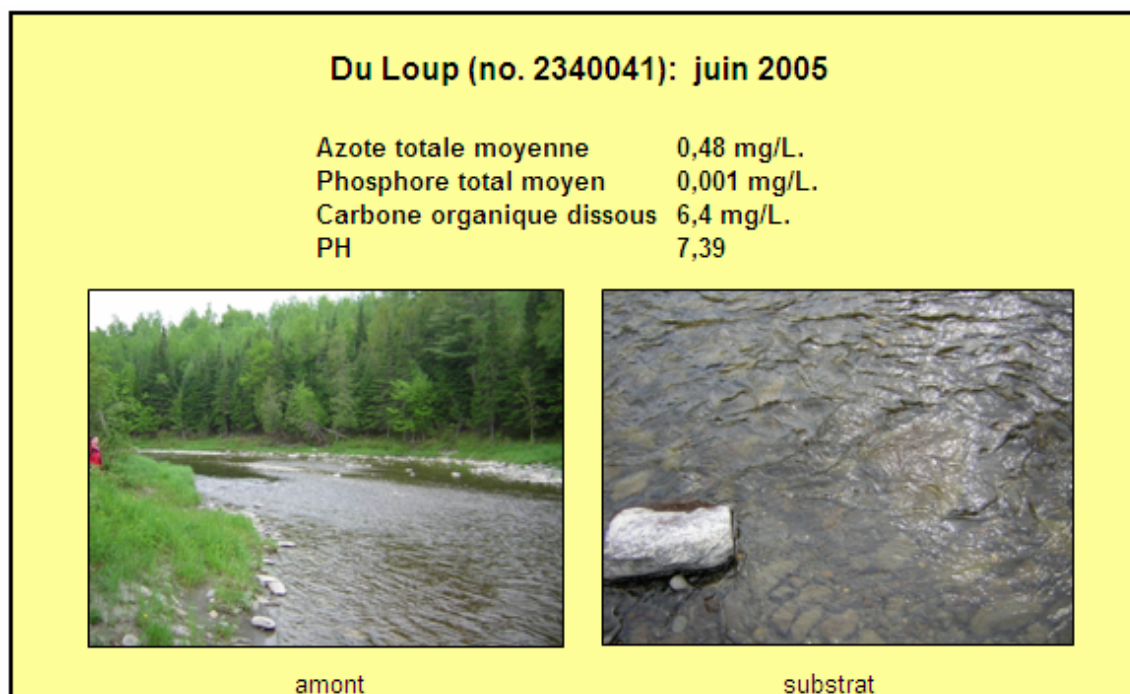 Du Loup (no. 2340041): juin 2005
Azote totale moyenne 0,48 mg/L.
Phosphore total moyen 0,001 mg/L.
Carbone organique dissous 6,4 mg/L.
PH 7,39
amont substrat